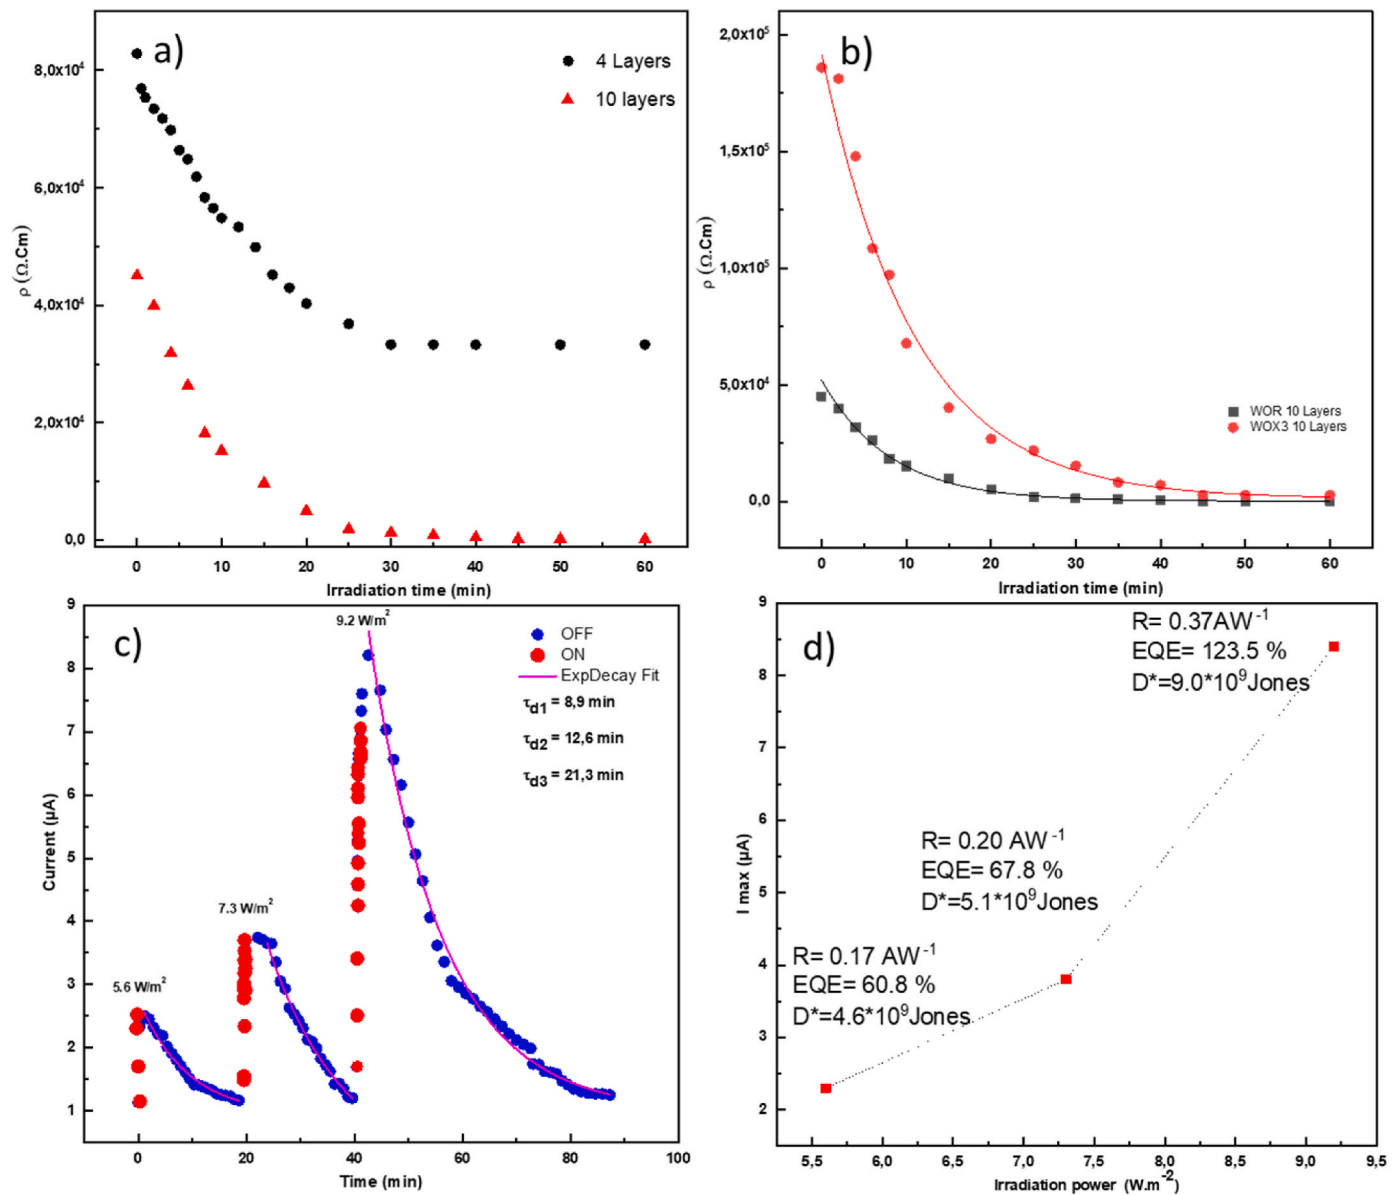 a)
4 Layers
10 layers
8,0x10⁴
6,0x10⁴
4,0x10⁴
2,0x10⁴
0,0
ρ (Ω.Cm)
0 10 20 30 40 50 60
Irradiation time (min)
b)
2,0x10⁵
1,5x10⁵
1,0x10⁵
5,0x10⁴
0,0
ρ (Ω.Cm)
WOR 10 Layers
WOX3 10 Layers
0 10 20 30 40 50 60
Irradiation time (min)
c)
9.2 W/m²
OFF
ON
ExpDecay Fit
τd1 = 8,9 min
τd2 = 12,6 min
τd3 = 21,3 min
7.3 W/m²
5.6 W/m²
9
8
7
6
5
4
3
2
1
Current (µA)
0 20 40 60 80 100
Time (min)
d)
R= 0.37AW⁻¹
EQE= 123.5 %
D*=9.0*10⁹Jones
R= 0.20 AW⁻¹
EQE= 67.8 %
D*=5.1*10⁹Jones
R= 0.17 AW⁻¹
EQE= 60.8 %
D*=4.6*10⁹Jones
9
8
7
6
5
4
3
2
I max (µA)
5,5 6,0 6,5 7,0 7,5 8,0 8,5 9,0 9,5
Irradiation power (W.m⁻²)